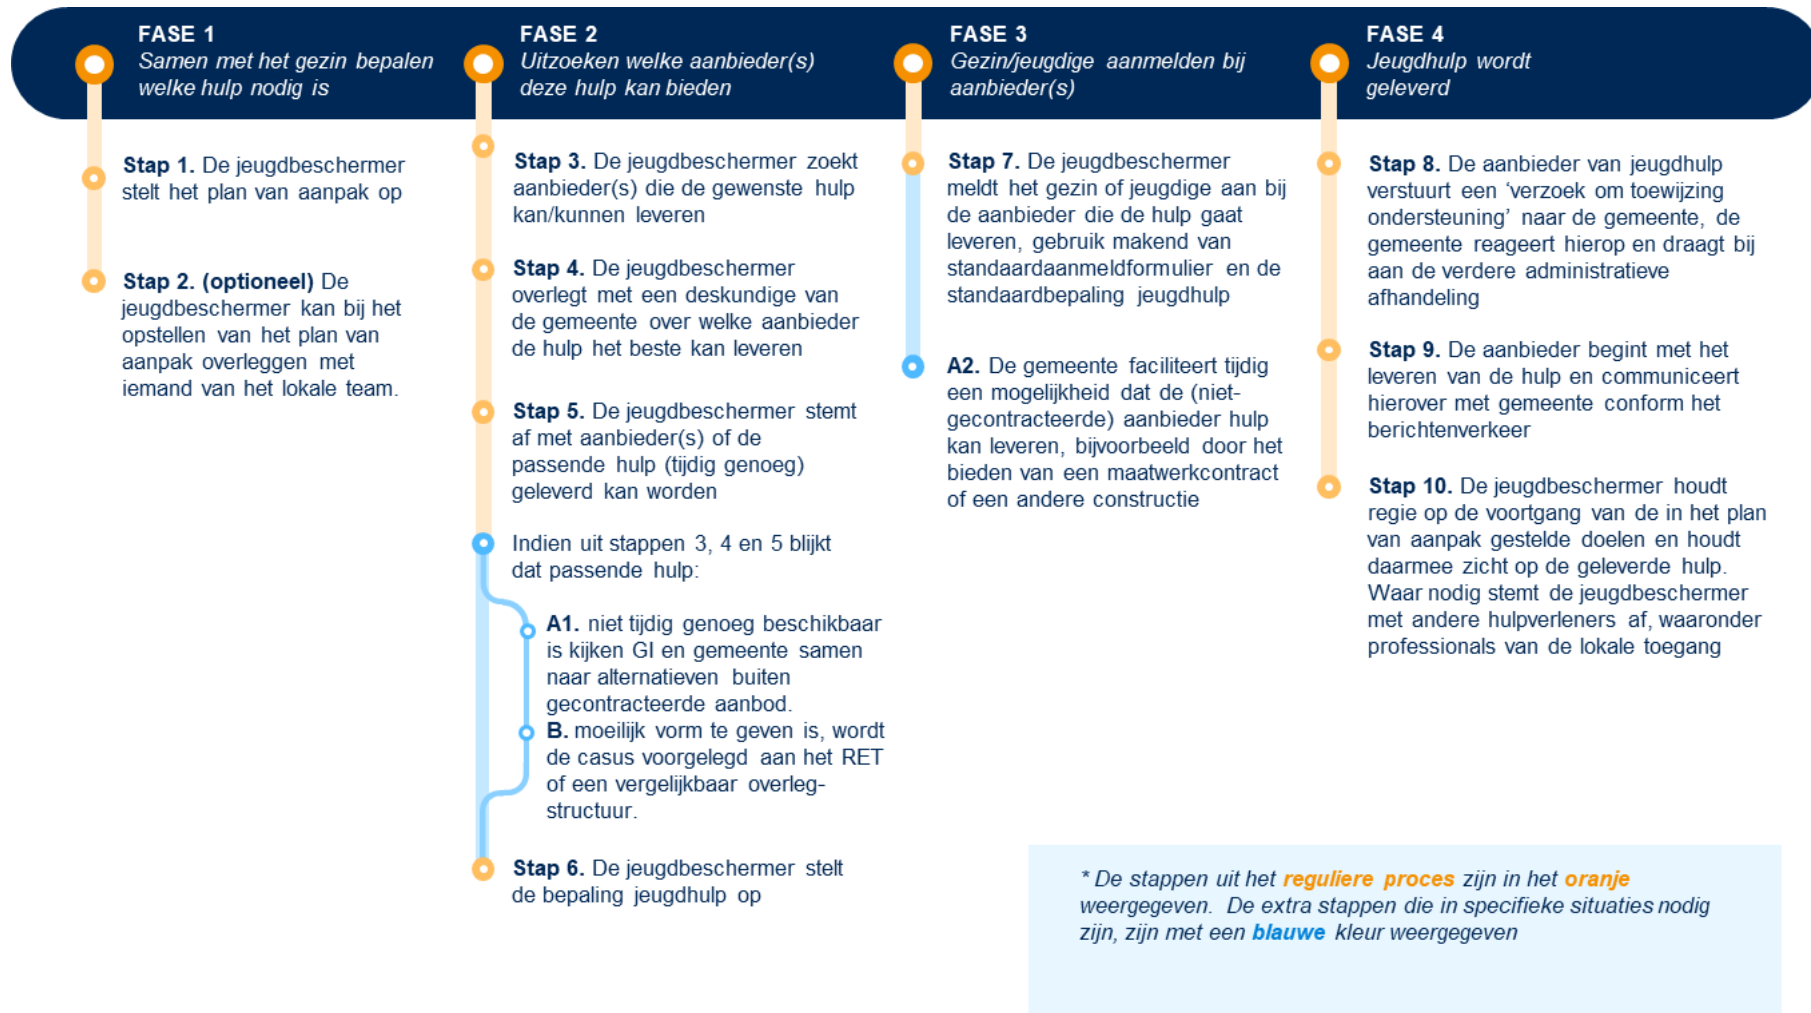 FASE 1
Samen met het gezin bepalen
welke hulp nodig is
Stap 1. De jeugdbeschermer
stelt het plan van aanpak op
Stap 2. (optioneel) De
jeugdbeschermer kan bij het
opstellen van het plan van
aanpak overleggen met
iemand van het lokale team.
FASE 2
Uitzoeken welke aanbieder(s)
deze hulp kan bieden
Stap 3. De jeugdbeschermer zoekt
aanbieder(s) die de gewenste hulp
kan/kunnen leveren
Stap 4. De jeugdbeschermer
overlegt met een deskundige van
de gemeente over welke aanbieder
de hulp het beste kan leveren
Stap 5. De jeugdbeschermer stemt
af met aanbieder(s) of de
passende hulp (tijdig genoeg)
geleverd kan worden
Indien uit stappen 3, 4 en 5 blijkt
dat passende hulp:
A1. niet tijdig genoeg beschikbaar
is kijken GI en gemeente samen
naar alternatieven buiten
gecontracteerde aanbod.
B. moeilijk vorm te geven is, wordt
de casus voorgelegd aan het RET
of een vergelijkbaar overleg-
structuur.
Stap 6. De jeugdbeschermer stelt
de bepaling jeugdhulp op
FASE 3
Gezin/jeugdige aanmelden bij
aanbieder(s)
Stap 7. De jeugdbeschermer
meldt het gezin of jeugdige aan bij
de aanbieder die de hulp gaat
leveren, gebruik makend van
standaardaanmeldformulier en de
standaardbepaling jeugdhulp
A2. De gemeente faciliteert tijdig
een mogelijkheid dat de (niet-
gecontracteerde) aanbieder hulp
kan leveren, bijvoorbeeld door het
bieden van een maatwerkcontract
of een andere constructie
FASE 4
Jeugdhulp wordt
geleverd
Stap 8. De aanbieder van jeugdhulp
verstuurt een ‘verzoek om toewijzing
ondersteuning’ naar de gemeente, de
gemeente reageert hierop en draagt bij
aan de verdere administratieve
afhandeling
Stap 9. De aanbieder begint met het
leveren van de hulp en communiceert
hierover met gemeente conform het
berichtenverkeer
Stap 10. De jeugdbeschermer houdt
regie op de voortgang van de in het plan
van aanpak gestelde doelen en houdt
daarmee zicht op de geleverde hulp.
Waar nodig stemt de jeugdbeschermer
met andere hulpverleners af, waaronder
professionals van de lokale toegang
* De stappen uit het reguliere proces zijn in het oranje
weergegeven. De extra stappen die in specifieke situaties nodig
zijn, zijn met een blauwe kleur weergegeven